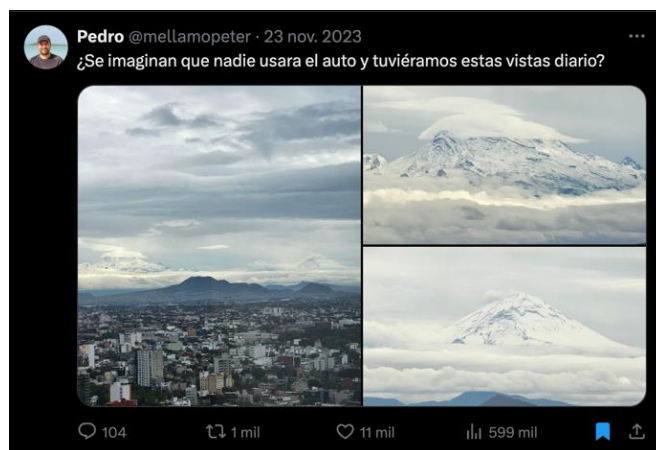 Pedro @mellamopeter · 23 nov. 2023
¿Se imaginan que nadie usara el auto y tuviéramos estas vistas diario?
104 1 mil 11 mil 599 mil